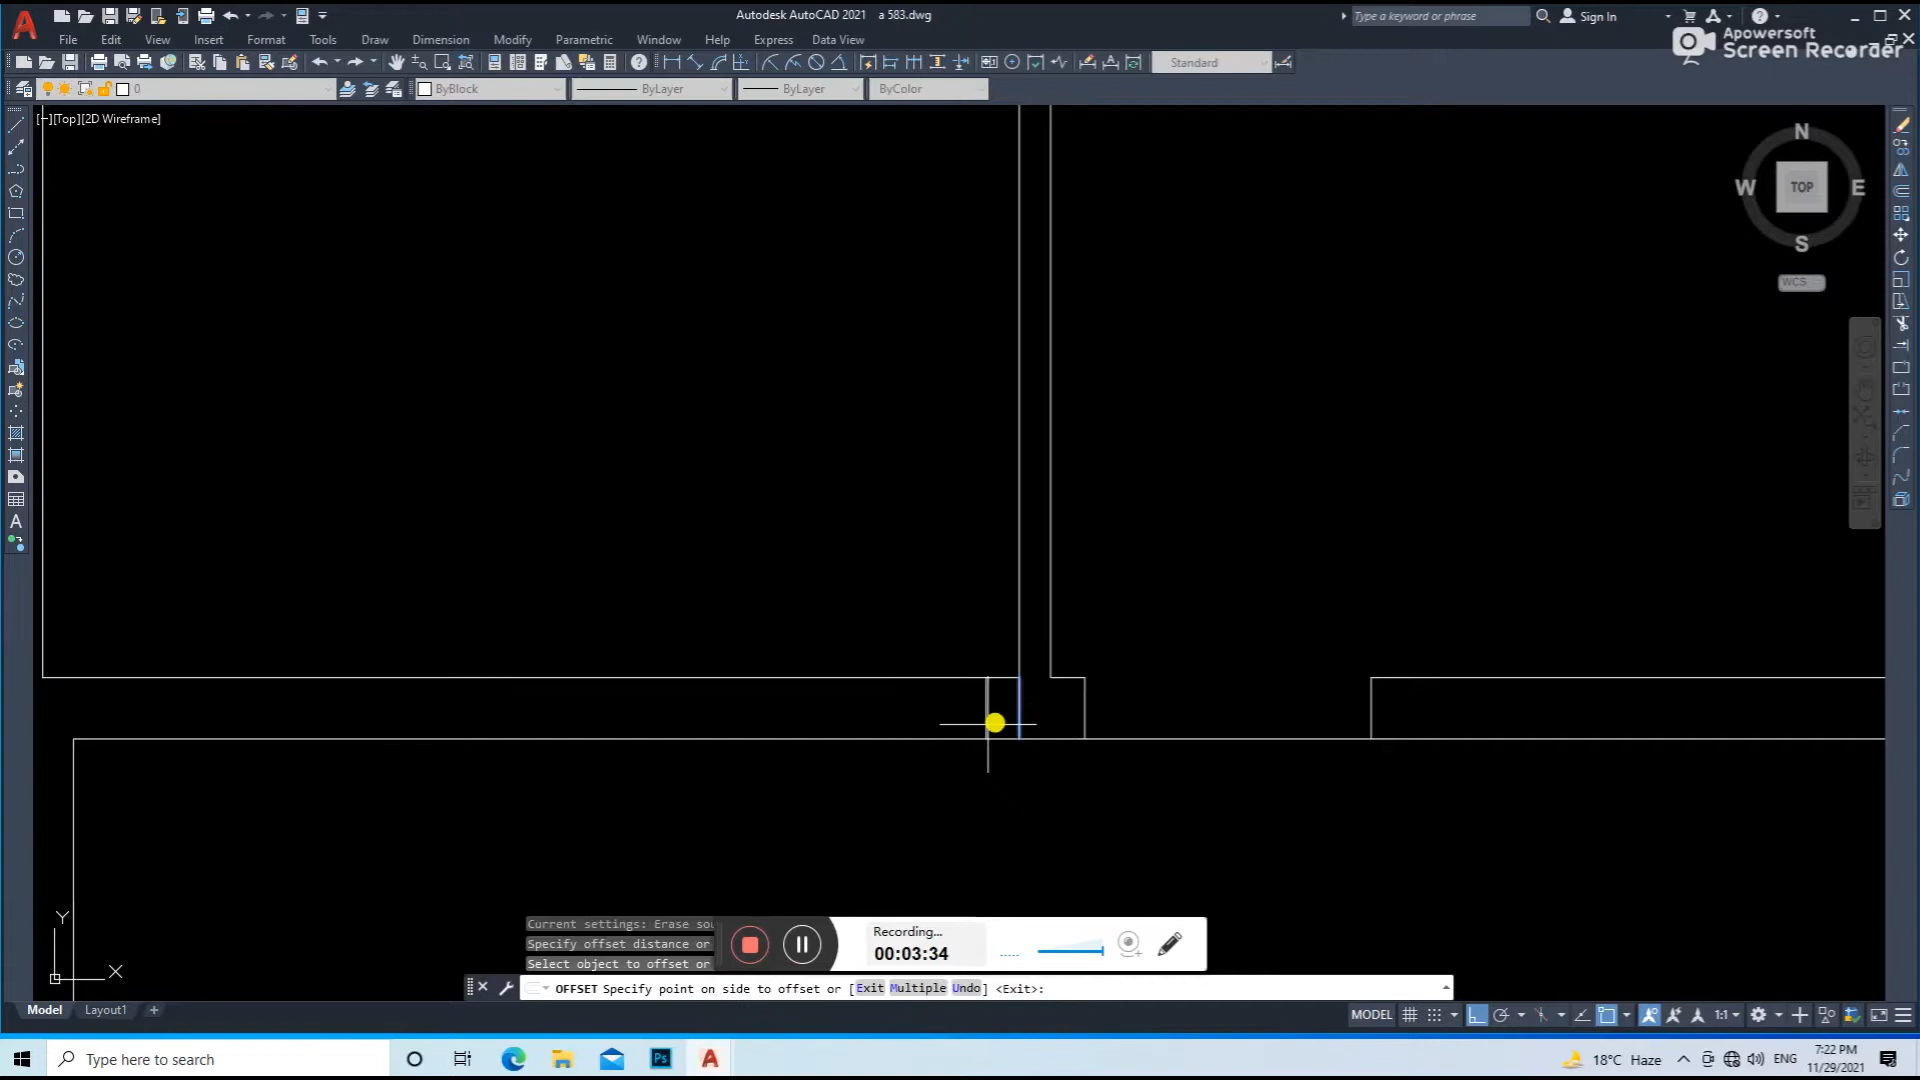 Autodesk AutoCAD 2021 a 583.dwg
Type a keyword or phrase
Sign In
Apowersoft
Screen Recorder
File Edit View Insert Format Tools Draw Dimension Modify Parametric Window Help Express Data View
Standard
0
ByBlock
ByLayer
ByLayer
ByColor
[−][Top][2D Wireframe]
N
W TOP E
S
WCS
A
Y
X
Current settings: Erase sou
Specify offset distance or
Select object to offset or
Recording...
00:03:34
OFFSET Specify point on side to offset or [Exit Multiple Undo] <Exit>:
Model Layout1 +
MODEL 1:1
Type here to search
Ps
18°C Haze ENG
7:22 PM
11/29/2021